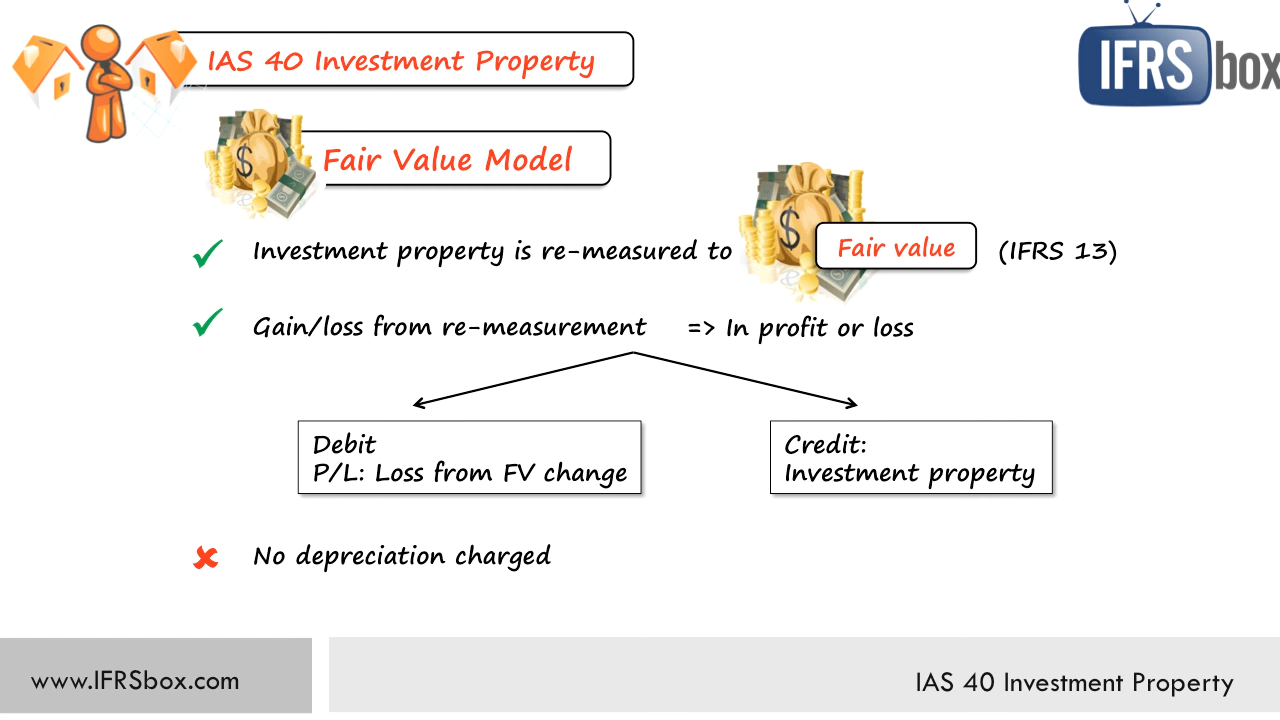 IAS 40 Investment Property
IFRS box
$
Fair Value Model
$
Investment property is re-measured to Fair value (IFRS 13)
Gain/loss from re-measurement => In profit or loss
Debit
P/L: Loss from FV change
Credit:
Investment property
No depreciation charged
www.IFRSbox.com
IAS 40 Investment Property